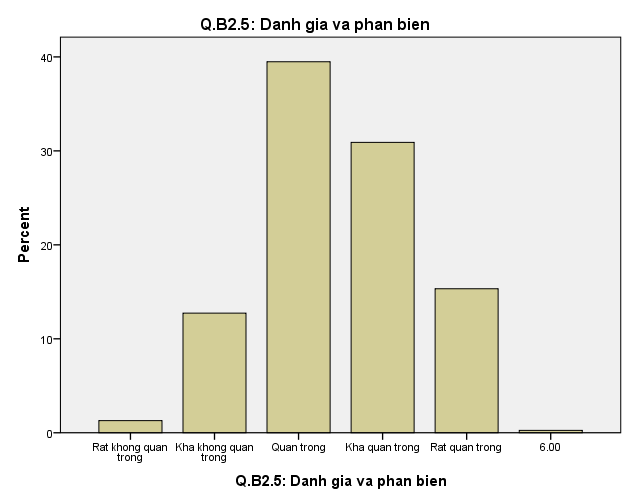 Q.B2.5: Danh gia va phan bien
40
30
20
10
0
Percent
Rat khong quan
trong
Kha khong quan
trong
Quan trong
Kha quan trong
Rat quan trong
6.00
Q.B2.5: Danh gia va phan bien